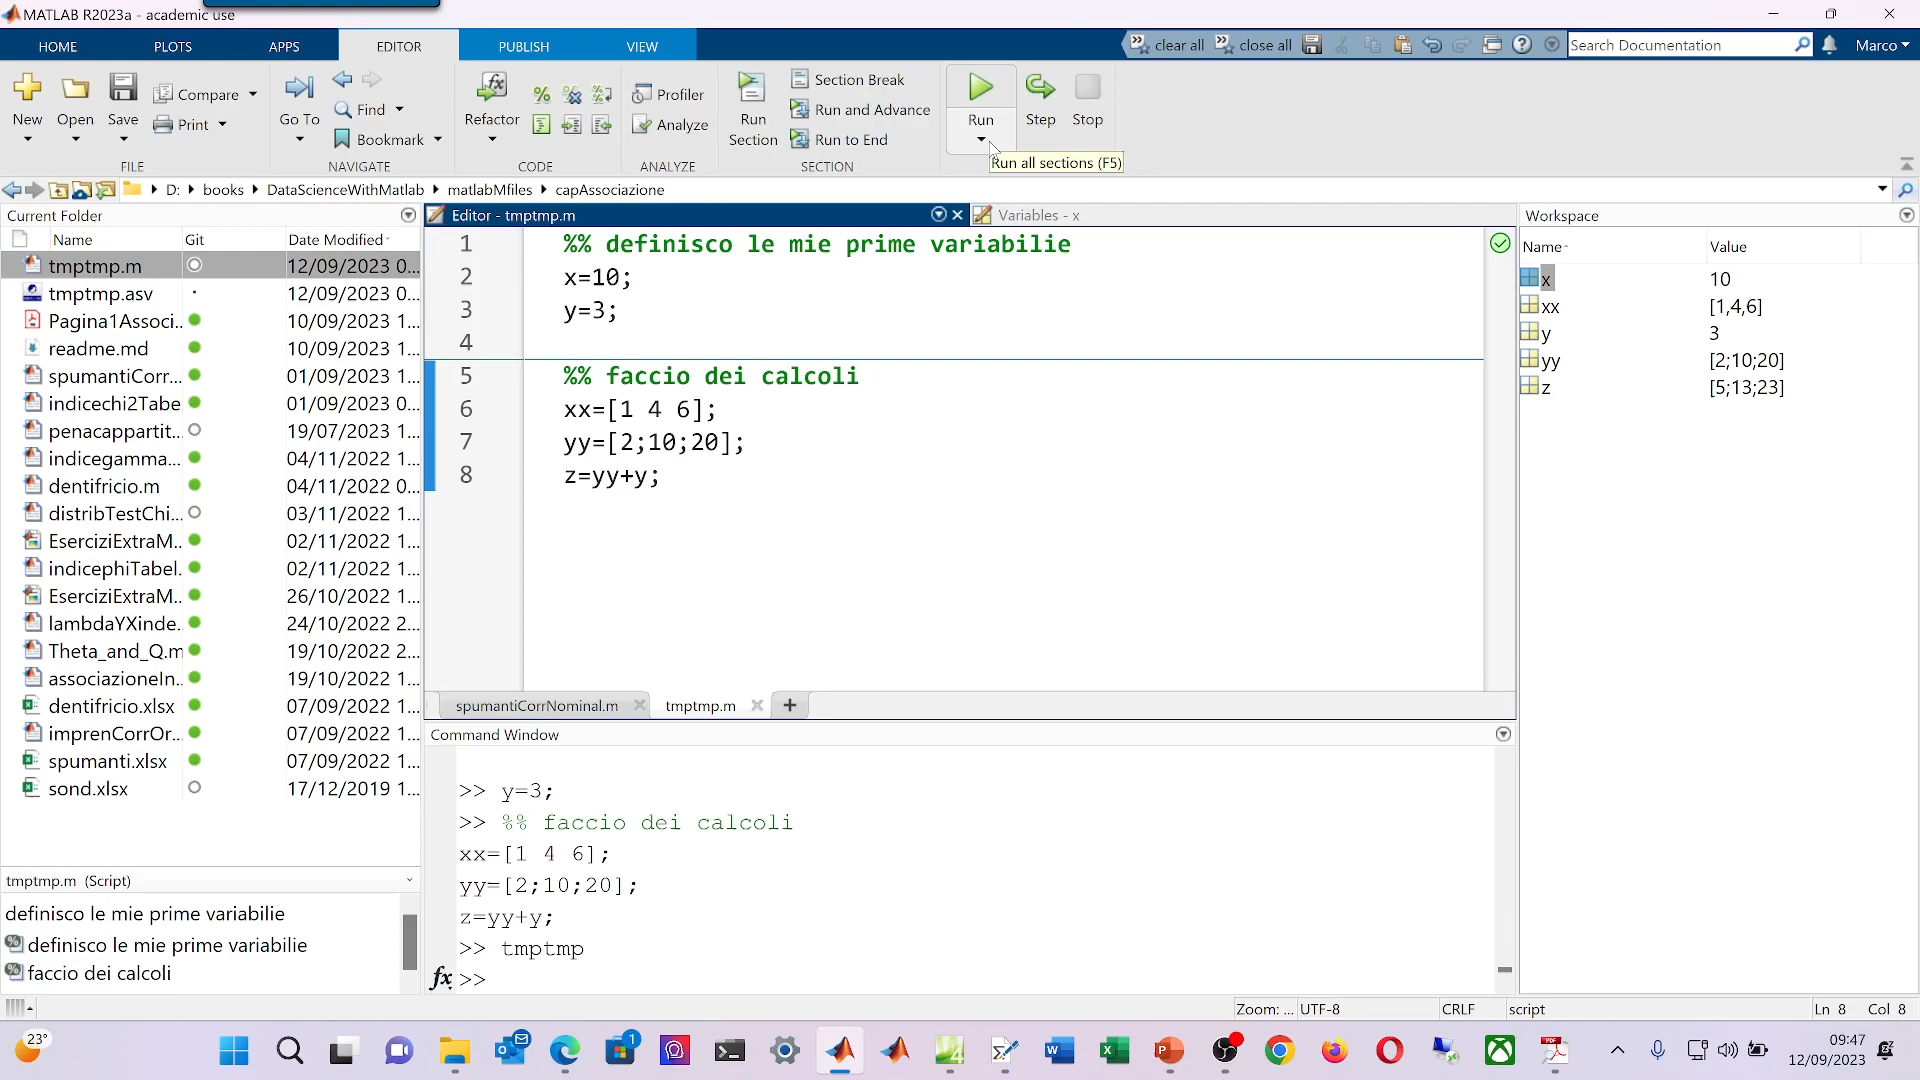 MATLAB R2023a - academic use
HOME PLOTS APPS EDITOR PUBLISH VIEW clear all close all Search Documentation Marco
New Open Save Compare Print Go To Find Bookmark Refactor Profiler Analyze Run Section Section Break Run and Advance Run to End Run Step Stop
FILE NAVIGATE CODE ANALYZE SECTION
Run all sections (F5)
D: books DataScienceWithMatlab matlabMfiles capAssociazione
Current Folder
Name Git Date Modified
tmptmp.m 12/09/2023 0...
tmptmp.asv 12/09/2023 0...
Pagina1Associ... 10/09/2023 1...
readme.md 10/09/2023 1...
spumantiCorr... 01/09/2023 1...
indicechi2Tabe 01/09/2023 0...
penacappartit... 19/07/2023 1...
indicegamma... 04/11/2022 1...
dentifricio.m 04/11/2022 0...
distribTestChi... 03/11/2022 1...
EserciziExtraM... 02/11/2022 1...
indicephiTabel. 02/11/2022 1...
EserciziExtraM... 26/10/2022 1...
lambdaYXinde. 24/10/2022 2...
Theta_and_Q.m 19/10/2022 2...
associazioneIn.. 19/10/2022 1...
dentifricio.xlsx 07/09/2022 1...
imprenCorrOr... 07/09/2022 1...
spumanti.xlsx 07/09/2022 1...
sond.xlsx 17/12/2019 1...
tmptmp.m (Script)
definisco le mie prime variabilie
definisco le mie prime variabilie
faccio dei calcoli
Editor - tmptmp.m
Variables - x
1 %% definisco le mie prime variabilie
2 x=10;
3 y=3;
4
5 %% faccio dei calcoli
6 xx=[1 4 6];
7 yy=[2;10;20];
8 z=yy+y;
spumantiCorrNominal.m tmptmp.m +
Command Window
>> y=3;
>> %% faccio dei calcoli
xx=[1 4 6];
yy=[2;10;20];
z=yy+y;
>> tmptmp
fx >>
Workspace
Name Value
x 10
xx [1,4,6]
y 3
yy [2;10;20]
z [5;13;23]
Zoom: ... UTF-8 CRLF script Ln 8 Col 8
23°
09:47
12/09/2023